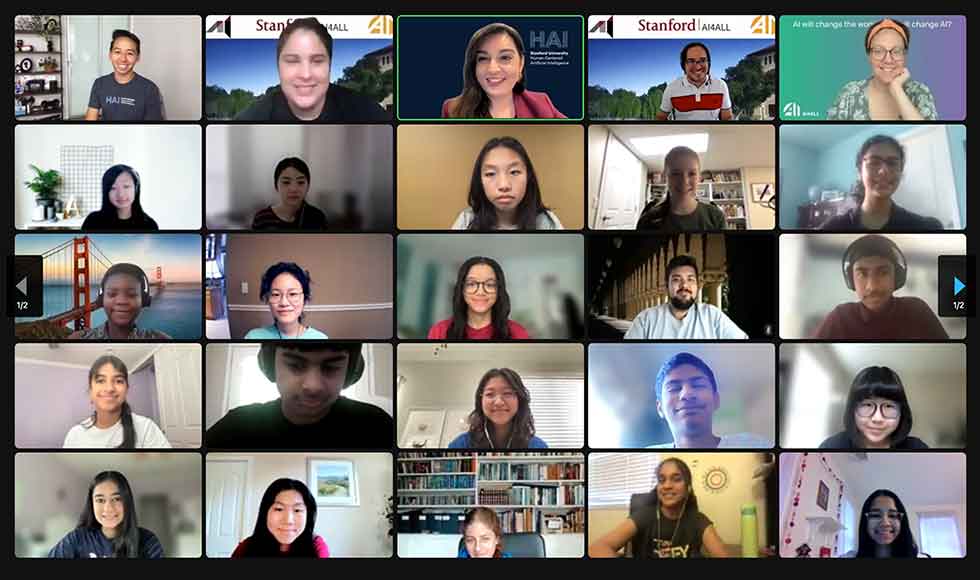 HAI
Stanford
AI4ALL
HAI
Stanford University
Human-Centered
Artificial Intelligence
Stanford AI4ALL
AI will change the
change AI?
AI4ALL
1/2
1/2